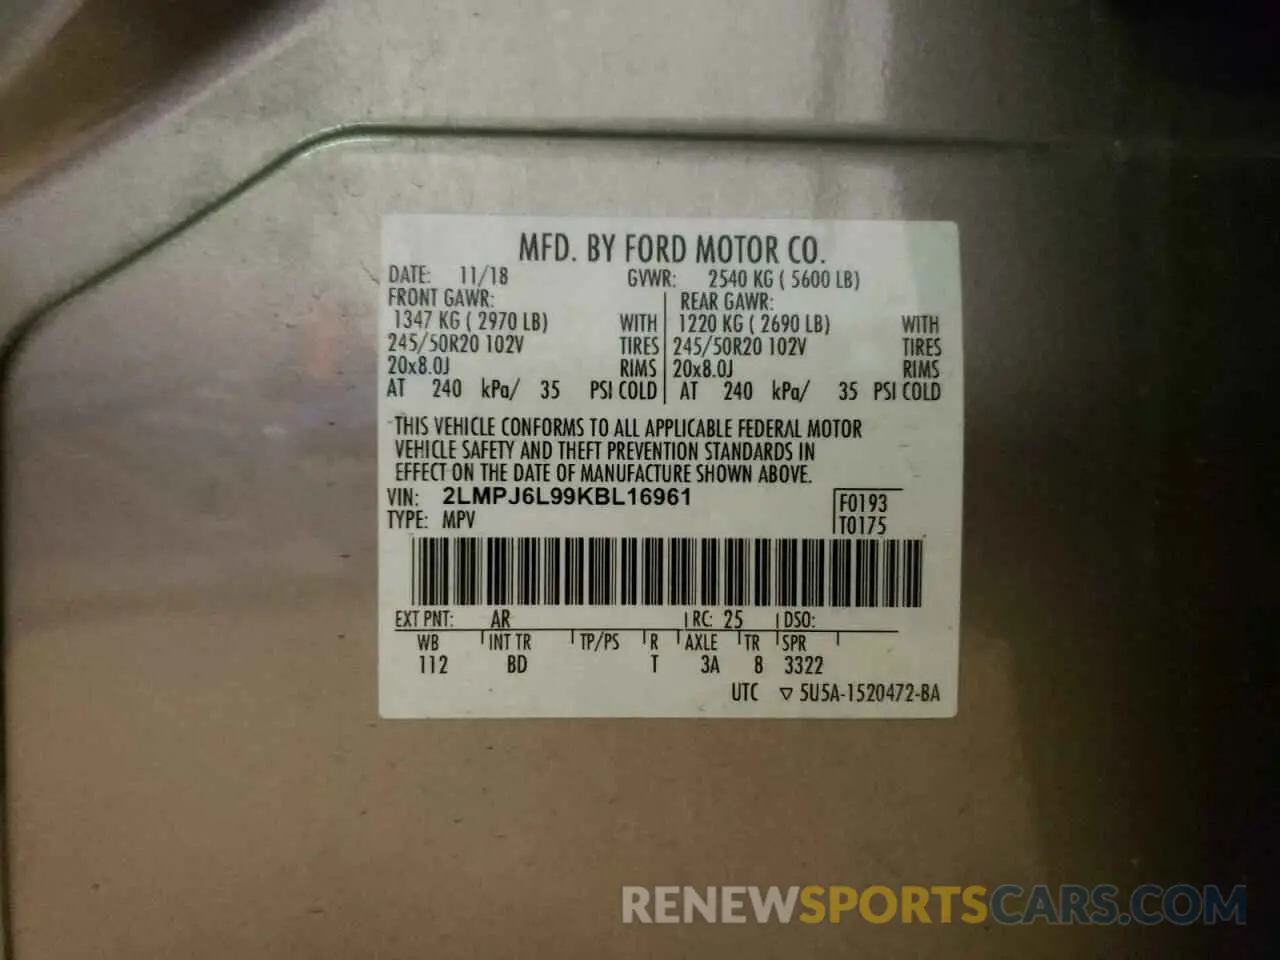 MFD. BY FORD MOTOR CO.
DATE: 11/18 GVWR: 2540 KG ( 5600 LB)
FRONT GAWR: REAR GAWR:
1347 KG ( 2970 LB) WITH 1220 KG ( 2690 LB) WITH
245/50R20 102V TIRES 245/50R20 102V TIRES
20x8.0J RIMS 20x8.0J RIMS
AT 240 kPa/ 35 PSI COLD AT 240 kPa/ 35 PSI COLD
THIS VEHICLE CONFORMS TO ALL APPLICABLE FEDERAL MOTOR
VEHICLE SAFETY AND THEFT PREVENTION STANDARDS IN
EFFECT ON THE DATE OF MANUFACTURE SHOWN ABOVE.
VIN: 2LMPJ6L99KBL16961 F0193
TYPE: MPV T0175
EXT PNT: AR RC: 25 DSO:
WB INT TR TP/PS R AXLE TR SPR
112 BD T 3A 8 3322
UTC ▽ 5U5A-1520472-BA
RENEWSPORTSCARS.COM